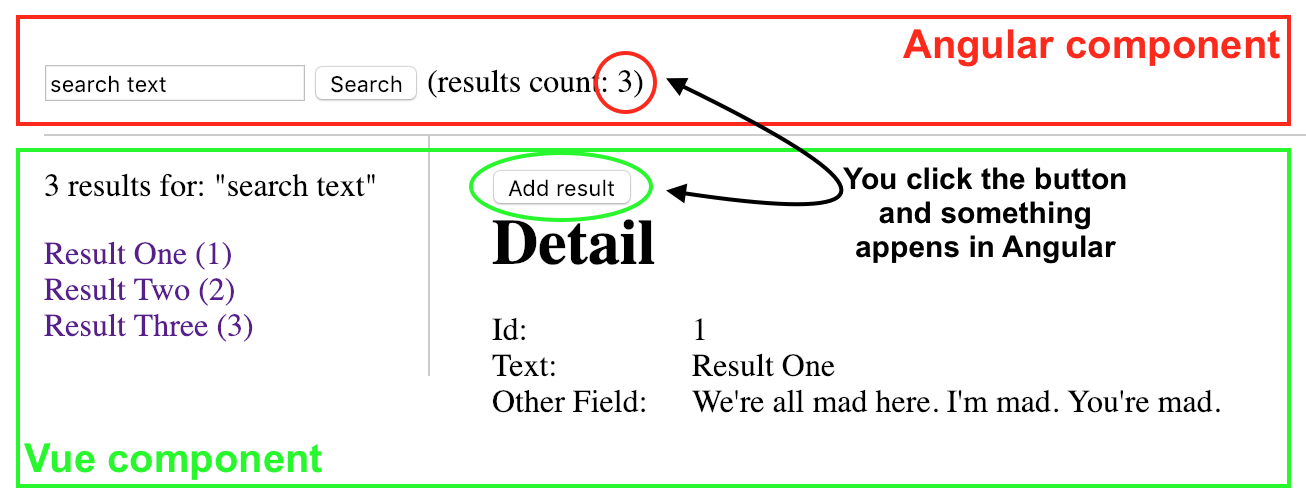 Angular component
search text Search (results count: 3)
3 results for: "search text"
Add result
You click the button
and something
appens in Angular
Detail
Result One (1)
Result Two (2)
Result Three (3)
Id: 1
Text: Result One
Other Field: We're all mad here. I'm mad. You're mad.
Vue component